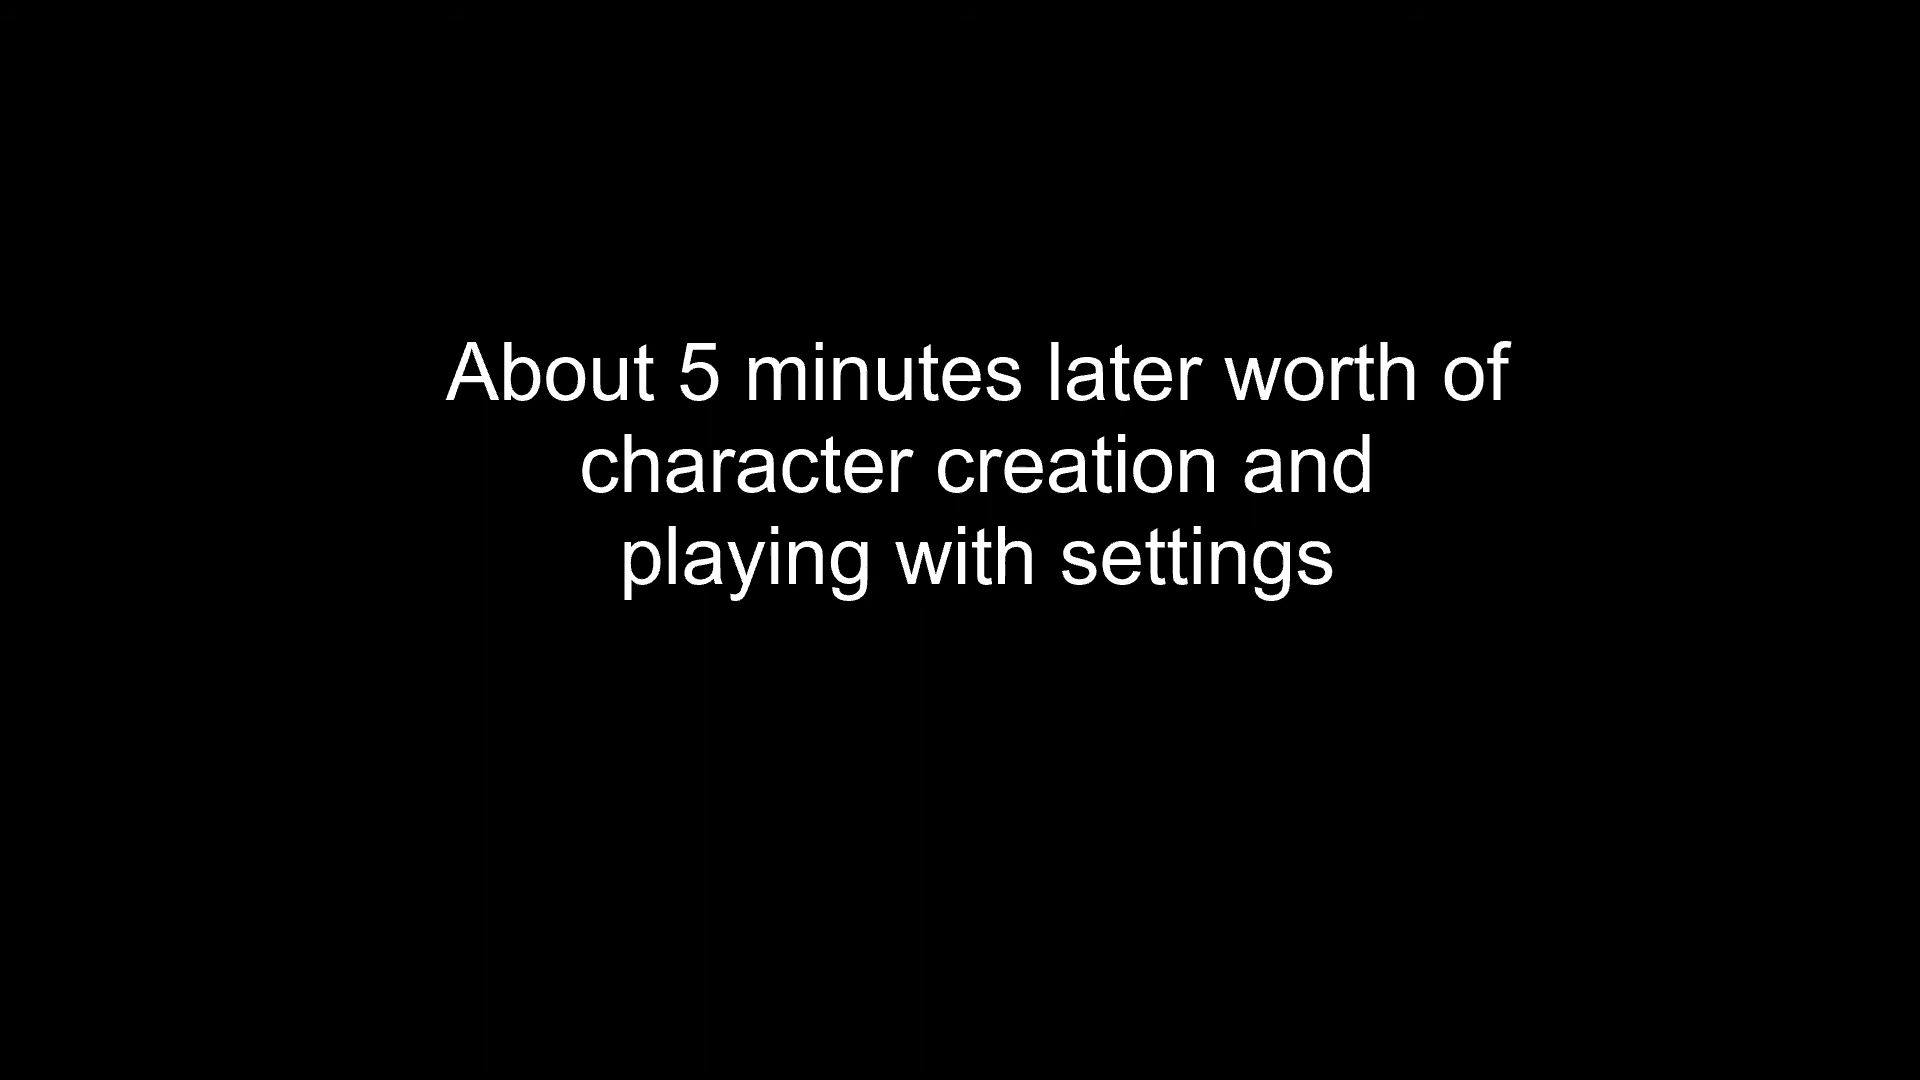 About 5 minutes later worth of
character creation and
playing with settings